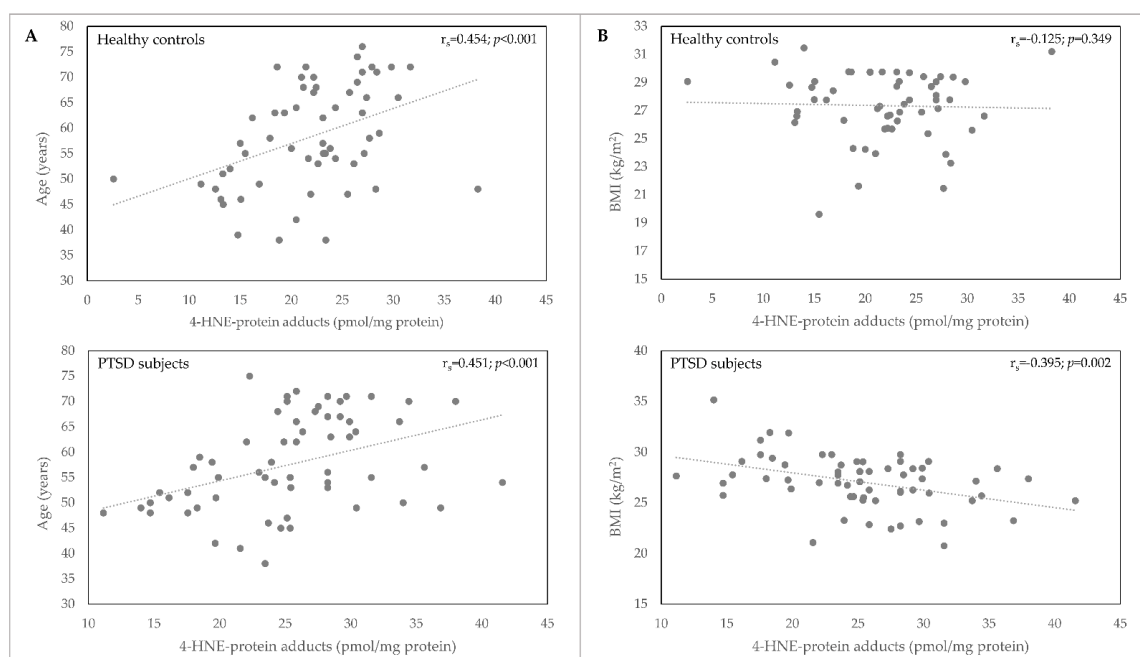 A
Healthy controls
rs=0.454; p<0.001
Age (years)
80
75
70
65
60
55
50
45
40
35
30
0 5 10 15 20 25 30 35 40 45
4-HNE-protein adducts (pmol/mg protein)
B
Healthy controls
rs=-0.125; p=0.349
BMI (kg/m²)
33
31
29
27
25
23
21
19
17
15
0 5 10 15 20 25 30 35 40 45
4-HNE-protein adducts (pmol/mg protein)
PTSD subjects
rs=0.451; p<0.001
Age (years)
80
75
70
65
60
55
50
45
40
35
30
10 15 20 25 30 35 40 45
4-HNE-protein adducts (pmol/mg protein)
PTSD subjects
rs=-0.395; p=0.002
BMI (kg/m²)
40
35
30
25
20
15
10 15 20 25 30 35 40 45
4-HNE-protein adducts (pmol/mg protein)